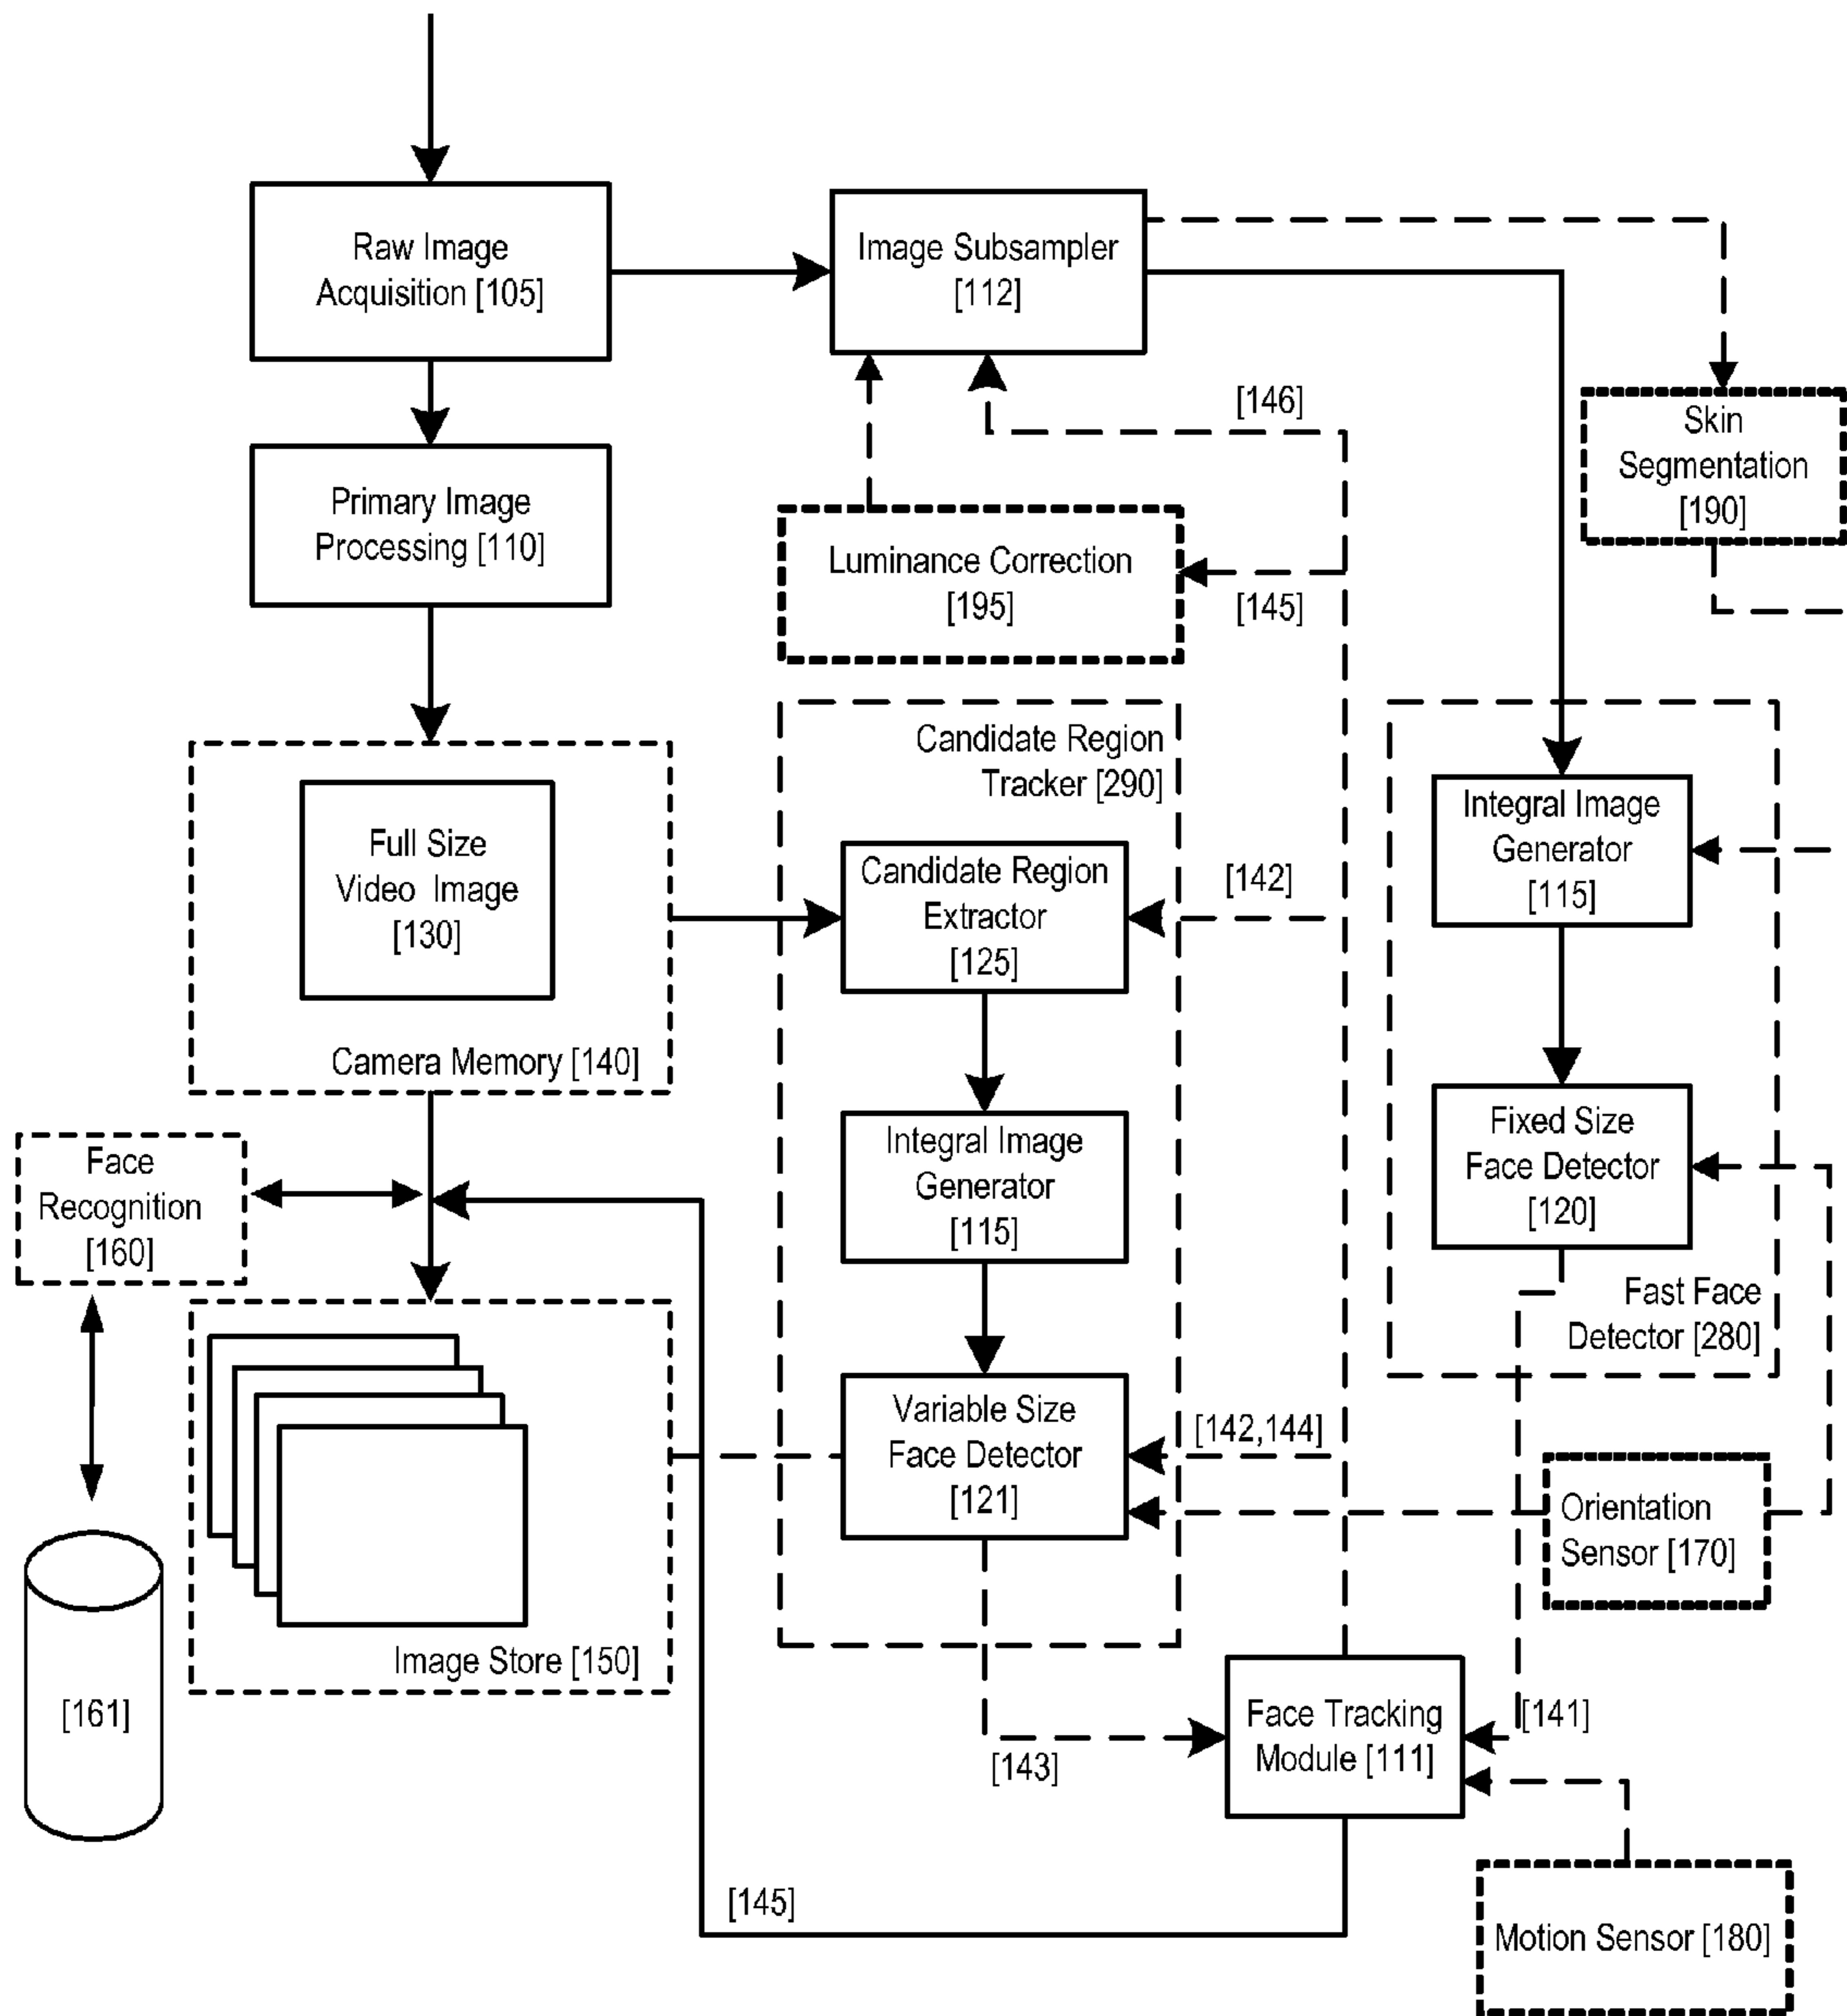 Raw Image
Acquisition [105]
Image Subsampler
[112]
[146]
Skin
Segmentation
[190]
Primary Image
Processing [110]
Luminance Correction
[195]
[145]
Candidate Region
Tracker [290]
Full Size
Video Image
[130]
Camera Memory [140]
Candidate Region
Extractor
[125]
[142]
Integral Image
Generator
[115]
Face
Recognition
[160]
Integral Image
Generator
[115]
Fixed Size
Face Detector
[120]
Fast Face
Detector [280]
Variable Size
Face Detector
[121]
[142,144]
Orientation
Sensor [170]
Image Store [150]
[161]
[143]
Face Tracking
Module [111]
[141]
[145]
Motion Sensor [180]